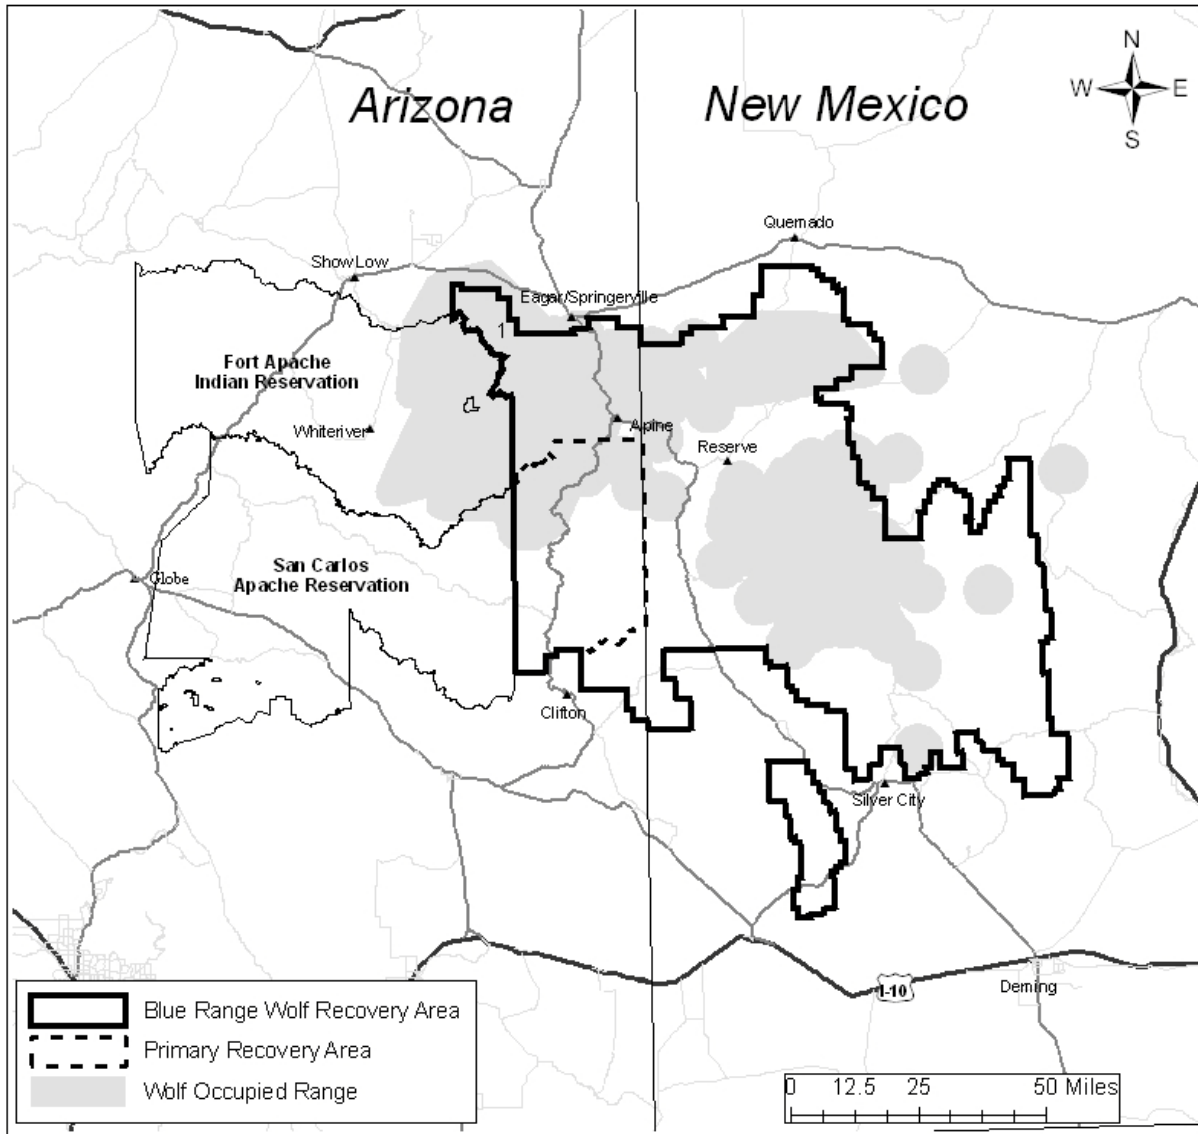 N
W E
S
Arizona
New Mexico
Quemado
Show Low
Eagar/Springerville
1
Fort Apache
Indian Reservation
Whiteriver
Alpine
Reserve
San Carlos
Apache Reservation
Globe
Clifton
Silver City
I-10
Deming
Blue Range Wolf Recovery Area
Primary Recovery Area
Wolf Occupied Range
0 12.5 25 50 Miles